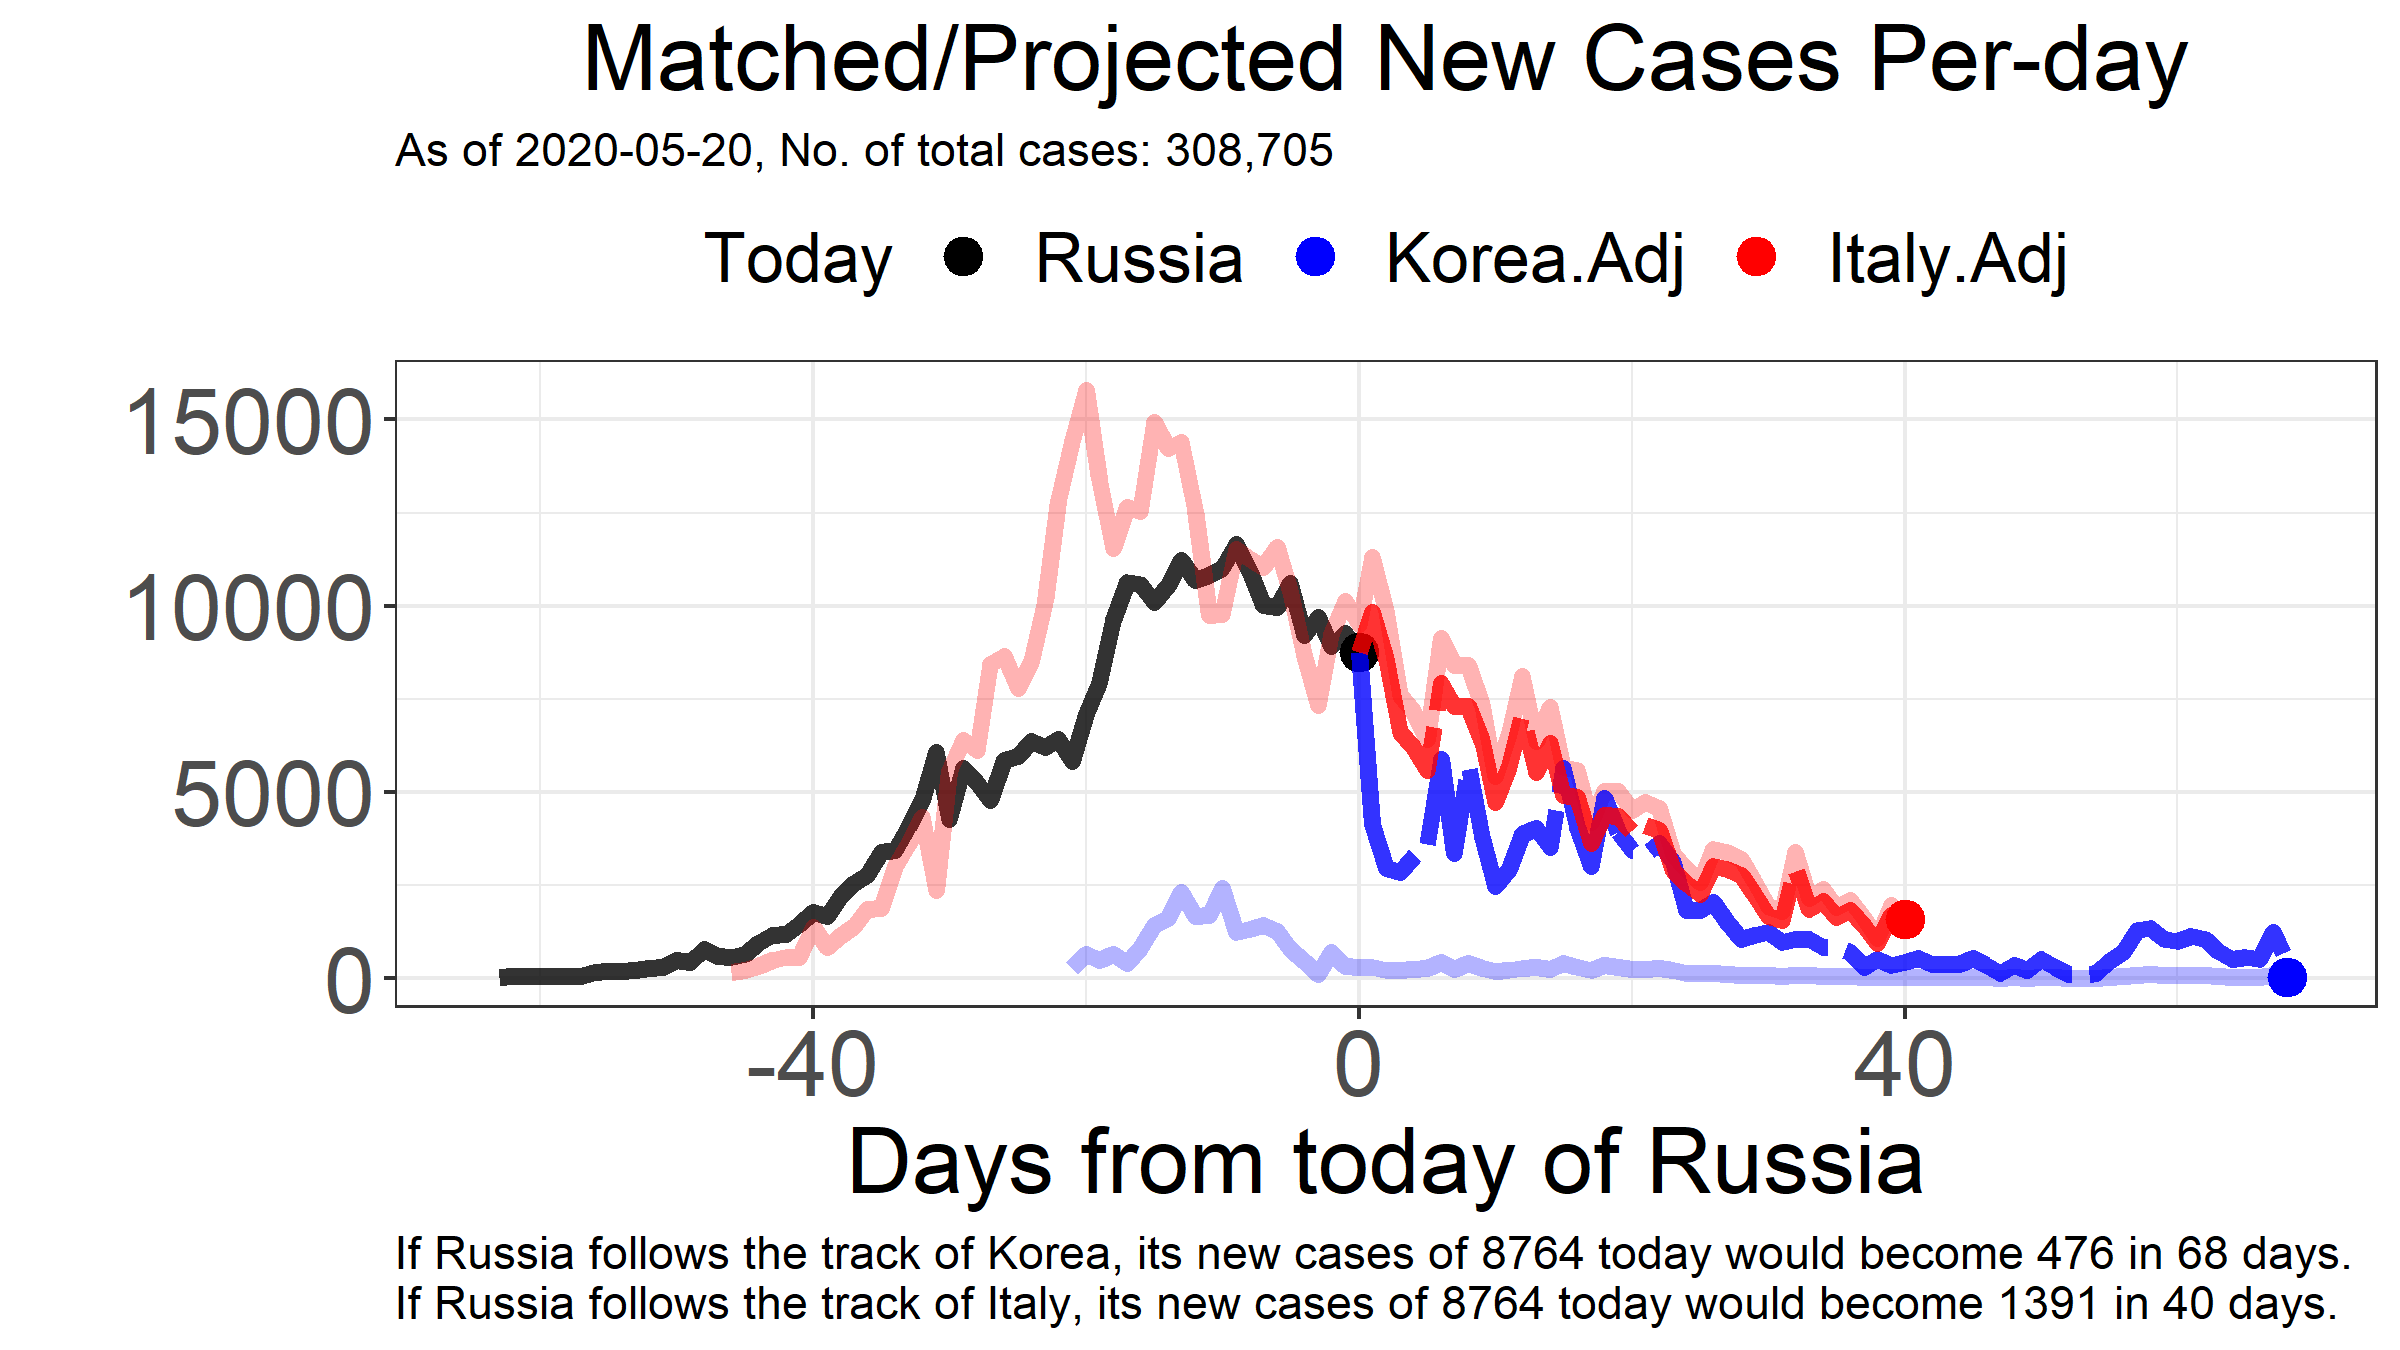 Matched/Projected New Cases Per-day
As of 2020-05-20, No. of total cases: 308,705
Today Russia Korea.Adj Italy.Adj
15000
10000
5000
0
-40 0 40
Days from today of Russia
If Russia follows the track of Korea, its new cases of 8764 today would become 476 in 68 days.
If Russia follows the track of Italy, its new cases of 8764 today would become 1391 in 40 days.